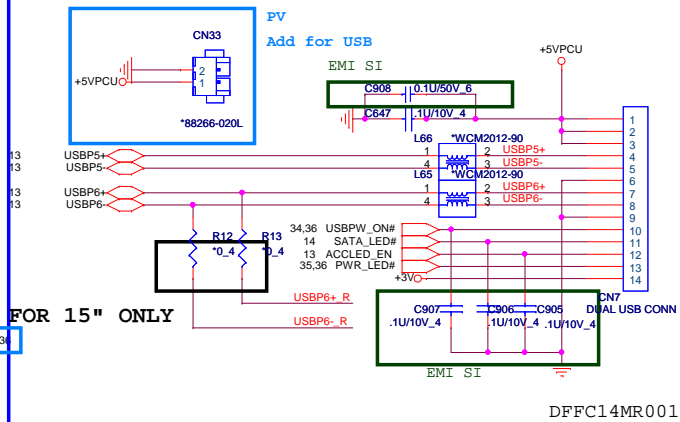 PV
Add for USB
CN33
+5VPCU
2
1
*88266-020L
EMI SI
+5VPCU
C908
0.1U/50V_6
C647
.1U/10V_4
1
2
3
4
5
6
7
8
9
10
11
12
13
14
CN7
DUAL USB CONN
13
USBP5+
13
USBP5-
L66
*WCM2012-90
1
2
USBP5+
4
3
USBP5-
L65
*WCM2012-90
13
USBP6+
13
USBP6-
1
2
USBP6+
4
3
USBP6-
R12
*0_4
R13
*0_4
34,36 USBPW_ON#
14 SATA_LED#
13 ACCLED_EN
35,36 PWR_LED#
+3VO
USBP6+_R
USBP6-_R
FOR 15" ONLY
36
C907
.1U/10V_4
C906
.1U/10V_4
C905
.1U/10V_4
EMI SI
DFFC14MR001